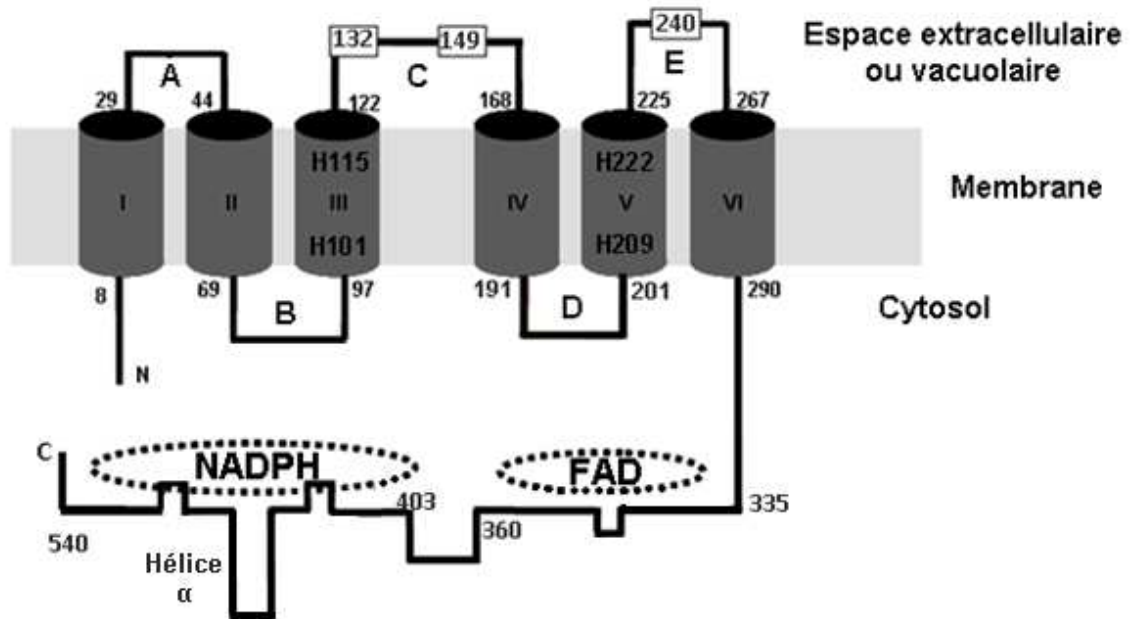 132 149 240
Espace extracellulaire
ou vacuolaire
A C E
29 44 122 168 225 267
H115 H222
I II III IV V VI
Membrane
H101 H209
8 69 97 191 201 290
B D
Cytosol
N
C
NADPH FAD
403 335
540 360
Hélice
α